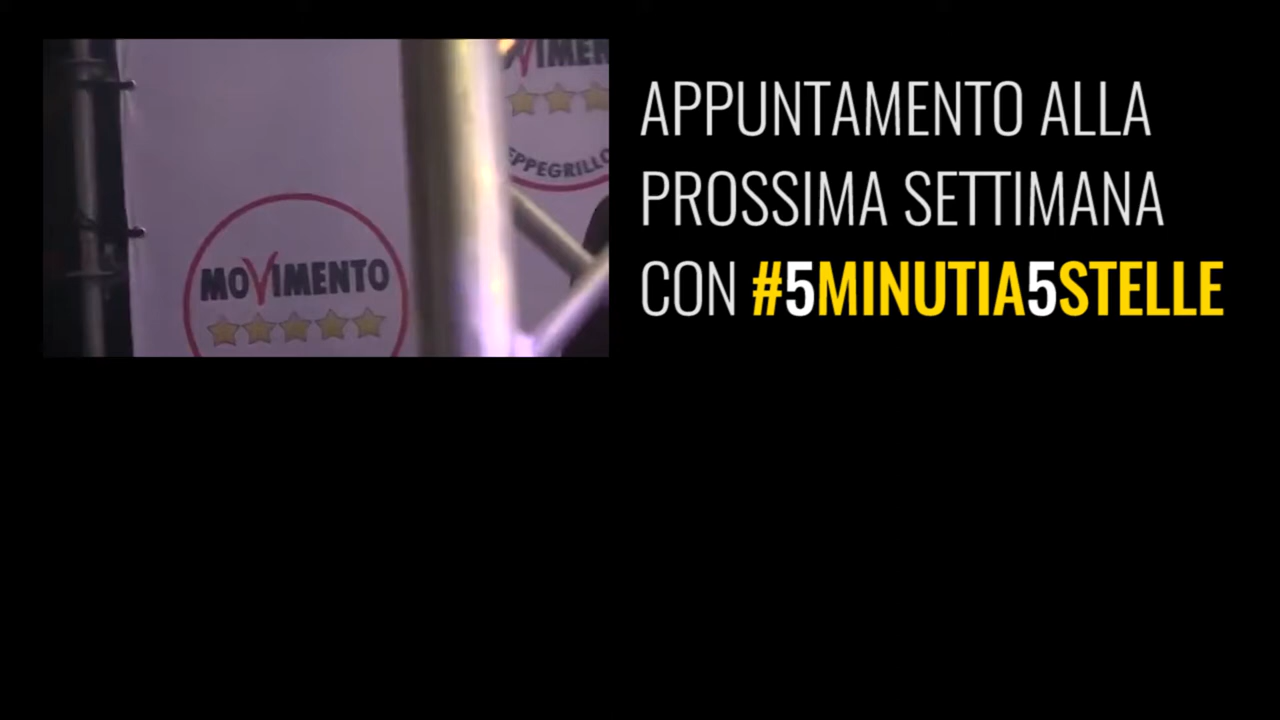 MOVIMENTO
APPUNTAMENTO ALLA
PROSSIMA SETTIMANA
CON #5MINUTIA5STELLE